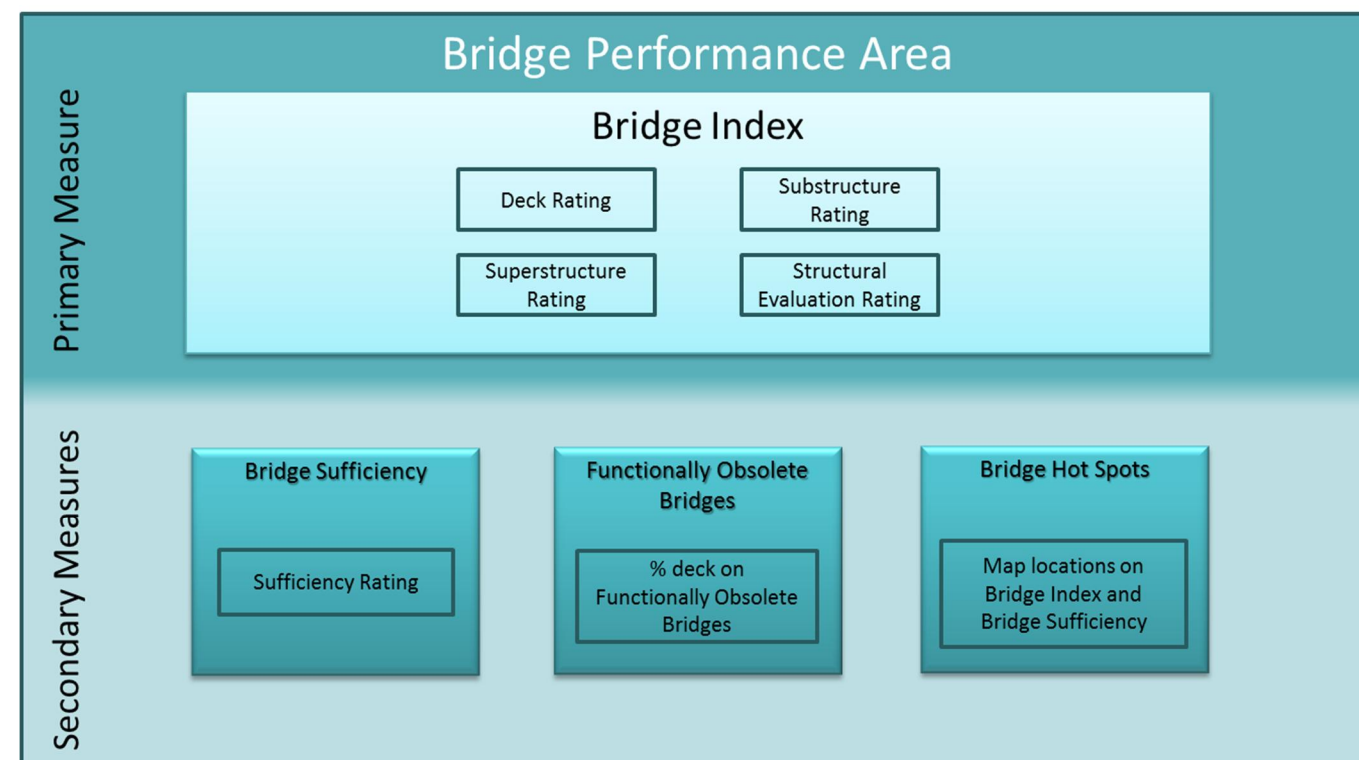 Bridge Performance Area
Primary Measure
Bridge Index
Deck Rating
Substructure
Rating
Superstructure
Rating
Structural
Evaluation Rating
Secondary Measures
Bridge Sufficiency
Sufficiency Rating
Functionally Obsolete
Bridges
% deck on
Functionally Obsolete
Bridges
Bridge Hot Spots
Map locations on
Bridge Index and
Bridge Sufficiency